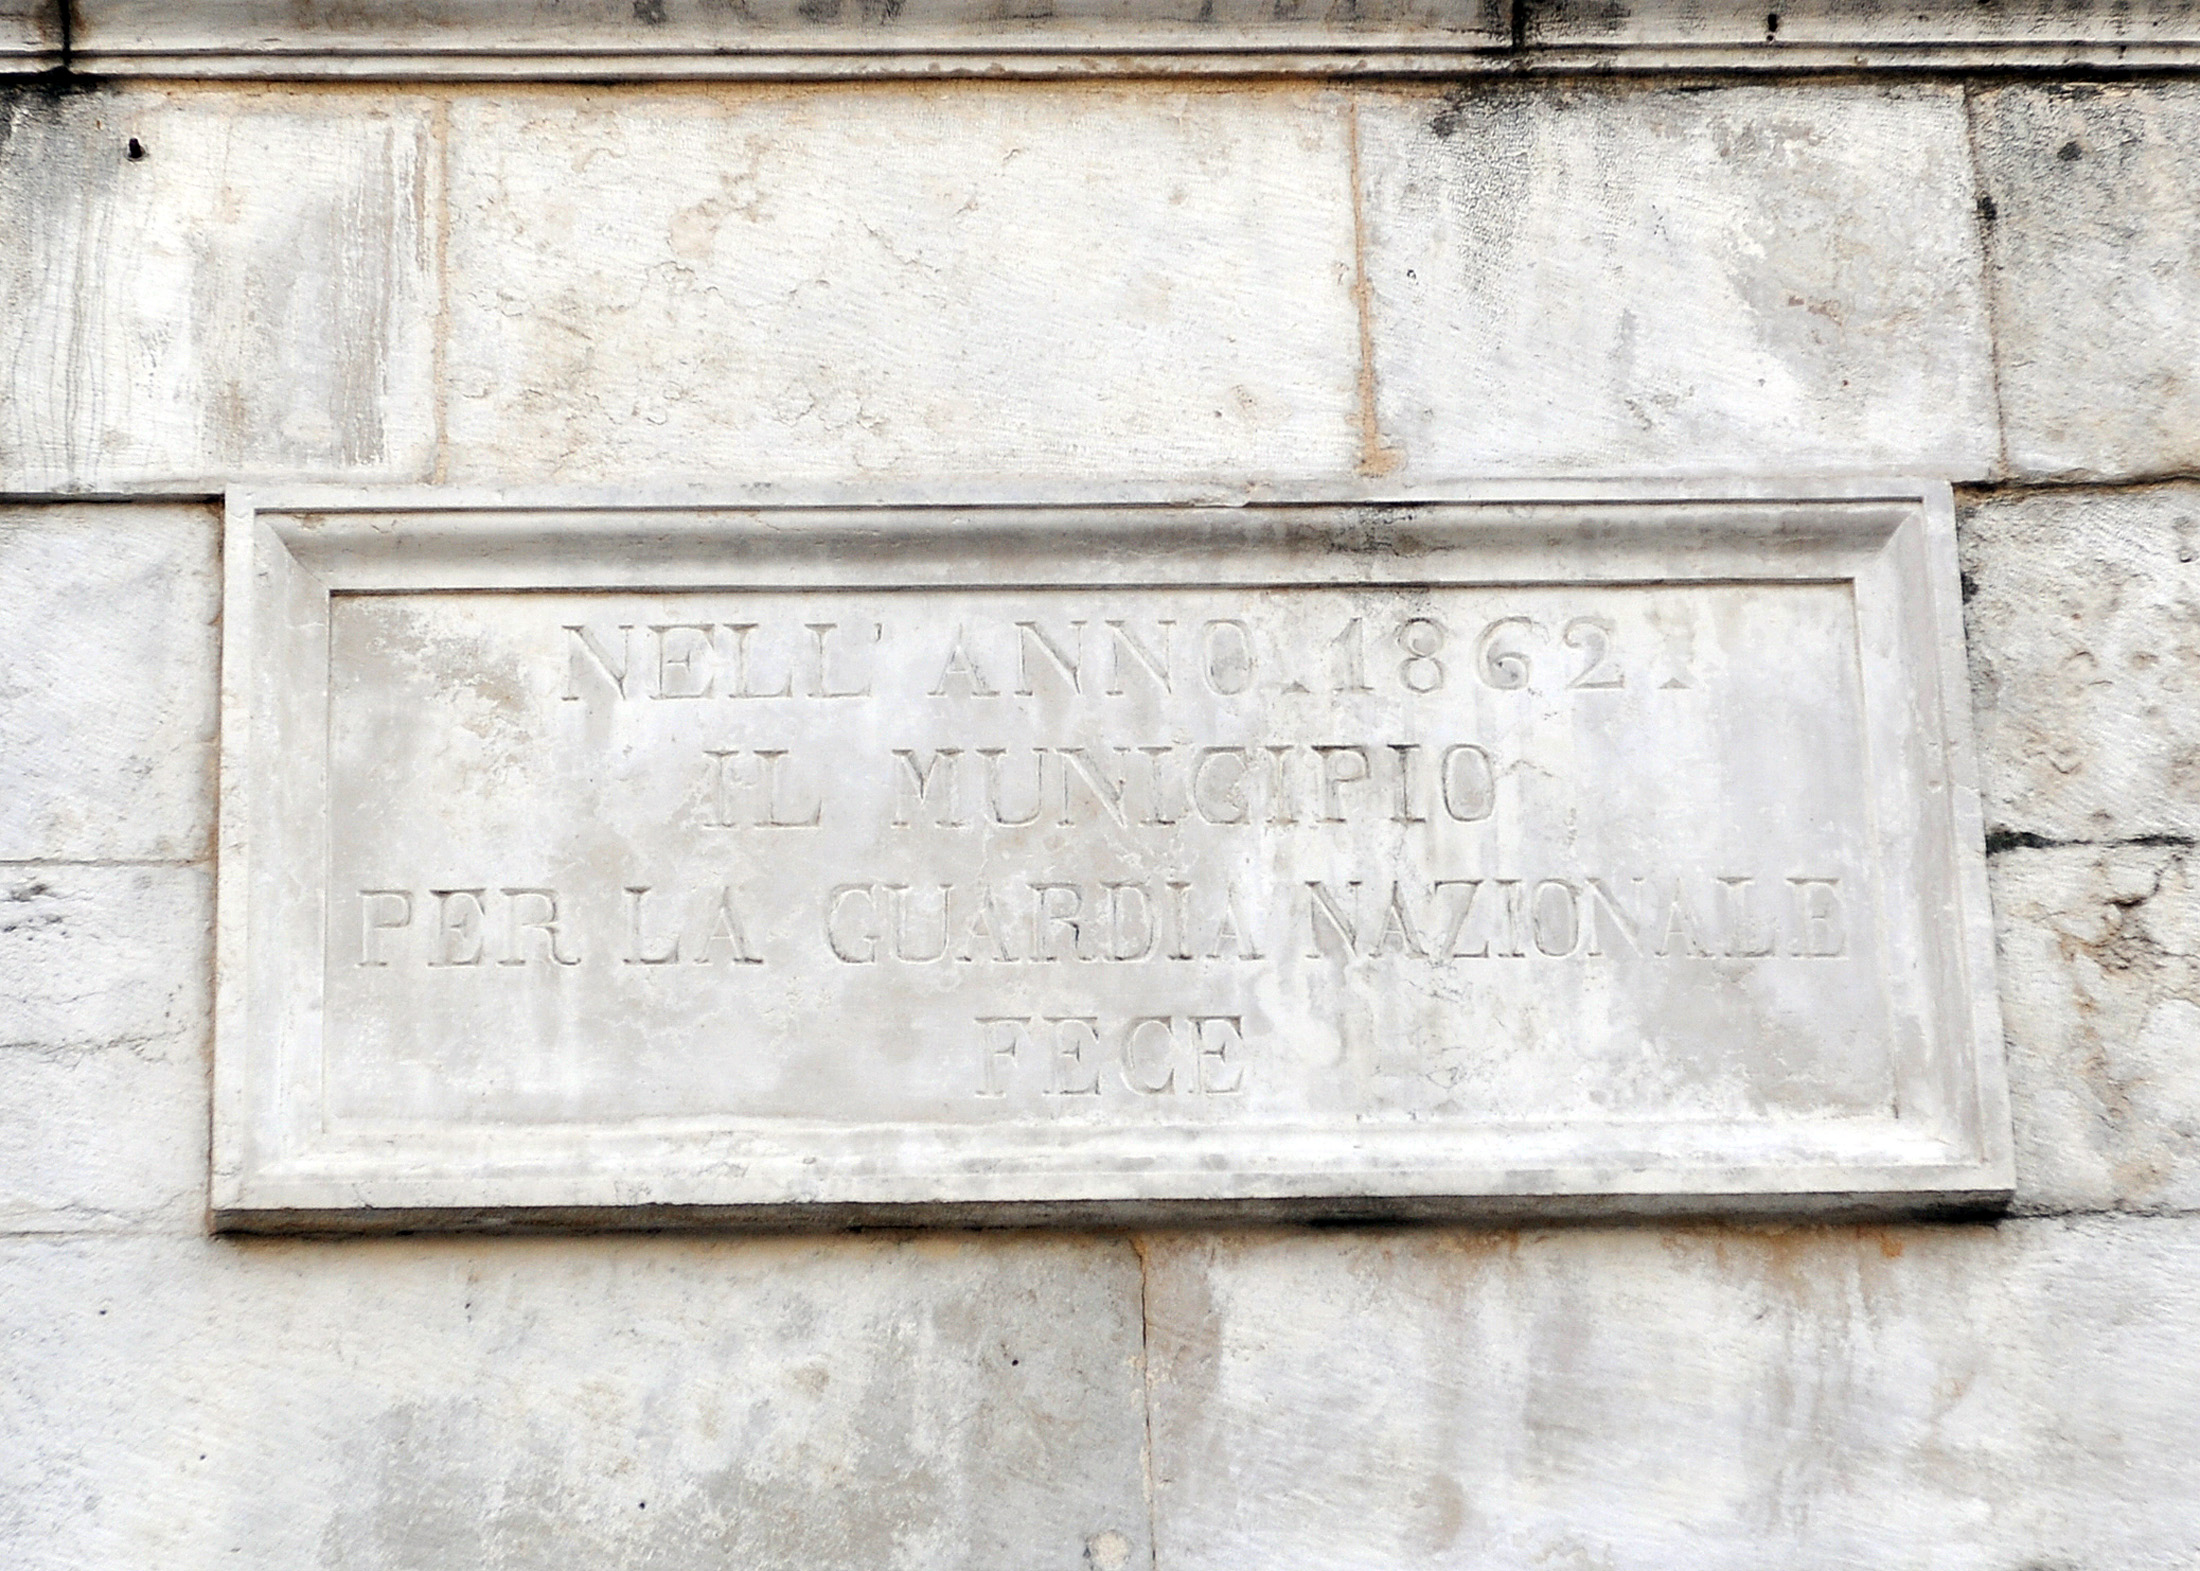 NELL' ANNO 1862
IL MUNICIPIO
PER LA GUARDIA NAZIONALE
FECE